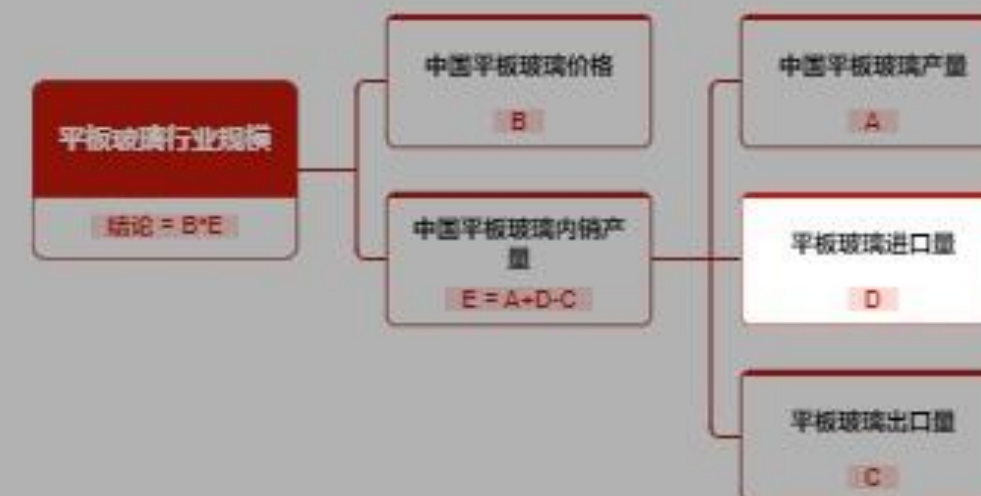 平板玻璃行业规模
结论 = B*E
中国平板玻璃价格
B
中国平板玻璃内销产
量
E = A+D-C
中国平板玻璃产量
A
平板玻璃进口量
D
平板玻璃出口量
C